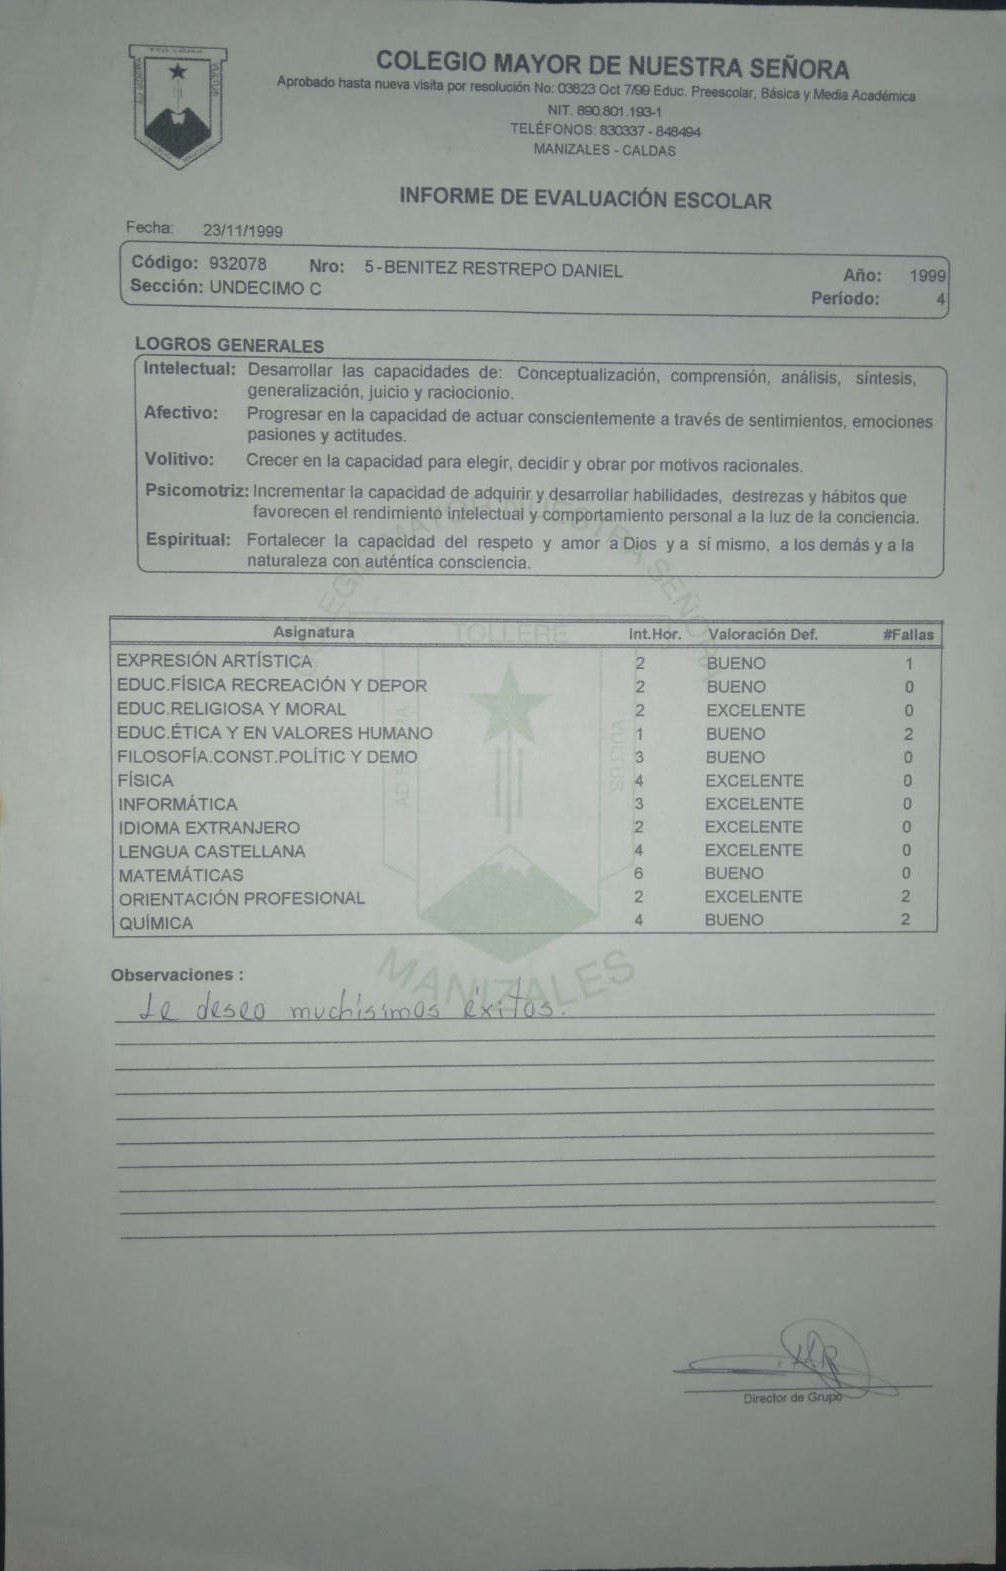 COLEGIO MAYOR DE NUESTRA SEÑORA
Aprobado hasta nueva visita por resolución No: 03823 Oct 7/99 Educ. Preescolar, Básica y Media Académica
NIT. 890.801.193-1
TELÉFONOS: 830337 - 848494
MANIZALES - CALDAS
INFORME DE EVALUACIÓN ESCOLAR
Fecha: 23/11/1999
Código: 932078 Nro: 5-BENITEZ RESTREPO DANIEL Año: 1999
Sección: UNDECIMO C Período: 4
LOGROS GENERALES
Intelectual: Desarrollar las capacidades de: Conceptualización, comprensión, análisis, síntesis,
generalización, juicio y raciocionio.
Afectivo: Progresar en la capacidad de actuar conscientemente a través de sentimientos, emociones
pasiones y actitudes.
Volitivo: Crecer en la capacidad para elegir, decidir y obrar por motivos racionales.
Psicomotriz: Incrementar la capacidad de adquirir y desarrollar habilidades, destrezas y hábitos que
favorecen el rendimiento intelectual y comportamiento personal a la luz de la conciencia.
Espiritual: Fortalecer la capacidad del respeto y amor a Dios y a sí mismo, a los demás y a la
naturaleza con auténtica consciencia.
COLEGIO MAYOR DE NUESTRA SEÑORA
TOLLERE
AD SIDERA
VULTUS
MANIZALES
Asignatura Int.Hor. Valoración Def. #Fallas
EXPRESIÓN ARTÍSTICA 2 BUENO 1
EDUC.FÍSICA RECREACIÓN Y DEPOR 2 BUENO 0
EDUC.RELIGIOSA Y MORAL 2 EXCELENTE 0
EDUC.ÉTICA Y EN VALORES HUMANO 1 BUENO 2
FILOSOFÍA.CONST.POLÍTIC Y DEMO 3 BUENO 0
FÍSICA 4 EXCELENTE 0
INFORMÁTICA 3 EXCELENTE 0
IDIOMA EXTRANJERO 2 EXCELENTE 0
LENGUA CASTELLANA 4 EXCELENTE 0
MATEMÁTICAS 6 BUENO 0
ORIENTACIÓN PROFESIONAL 2 EXCELENTE 2
QUÍMICA 4 BUENO 2
Observaciones :
Le deseo muchísimos éxitos.
Director de Grupo